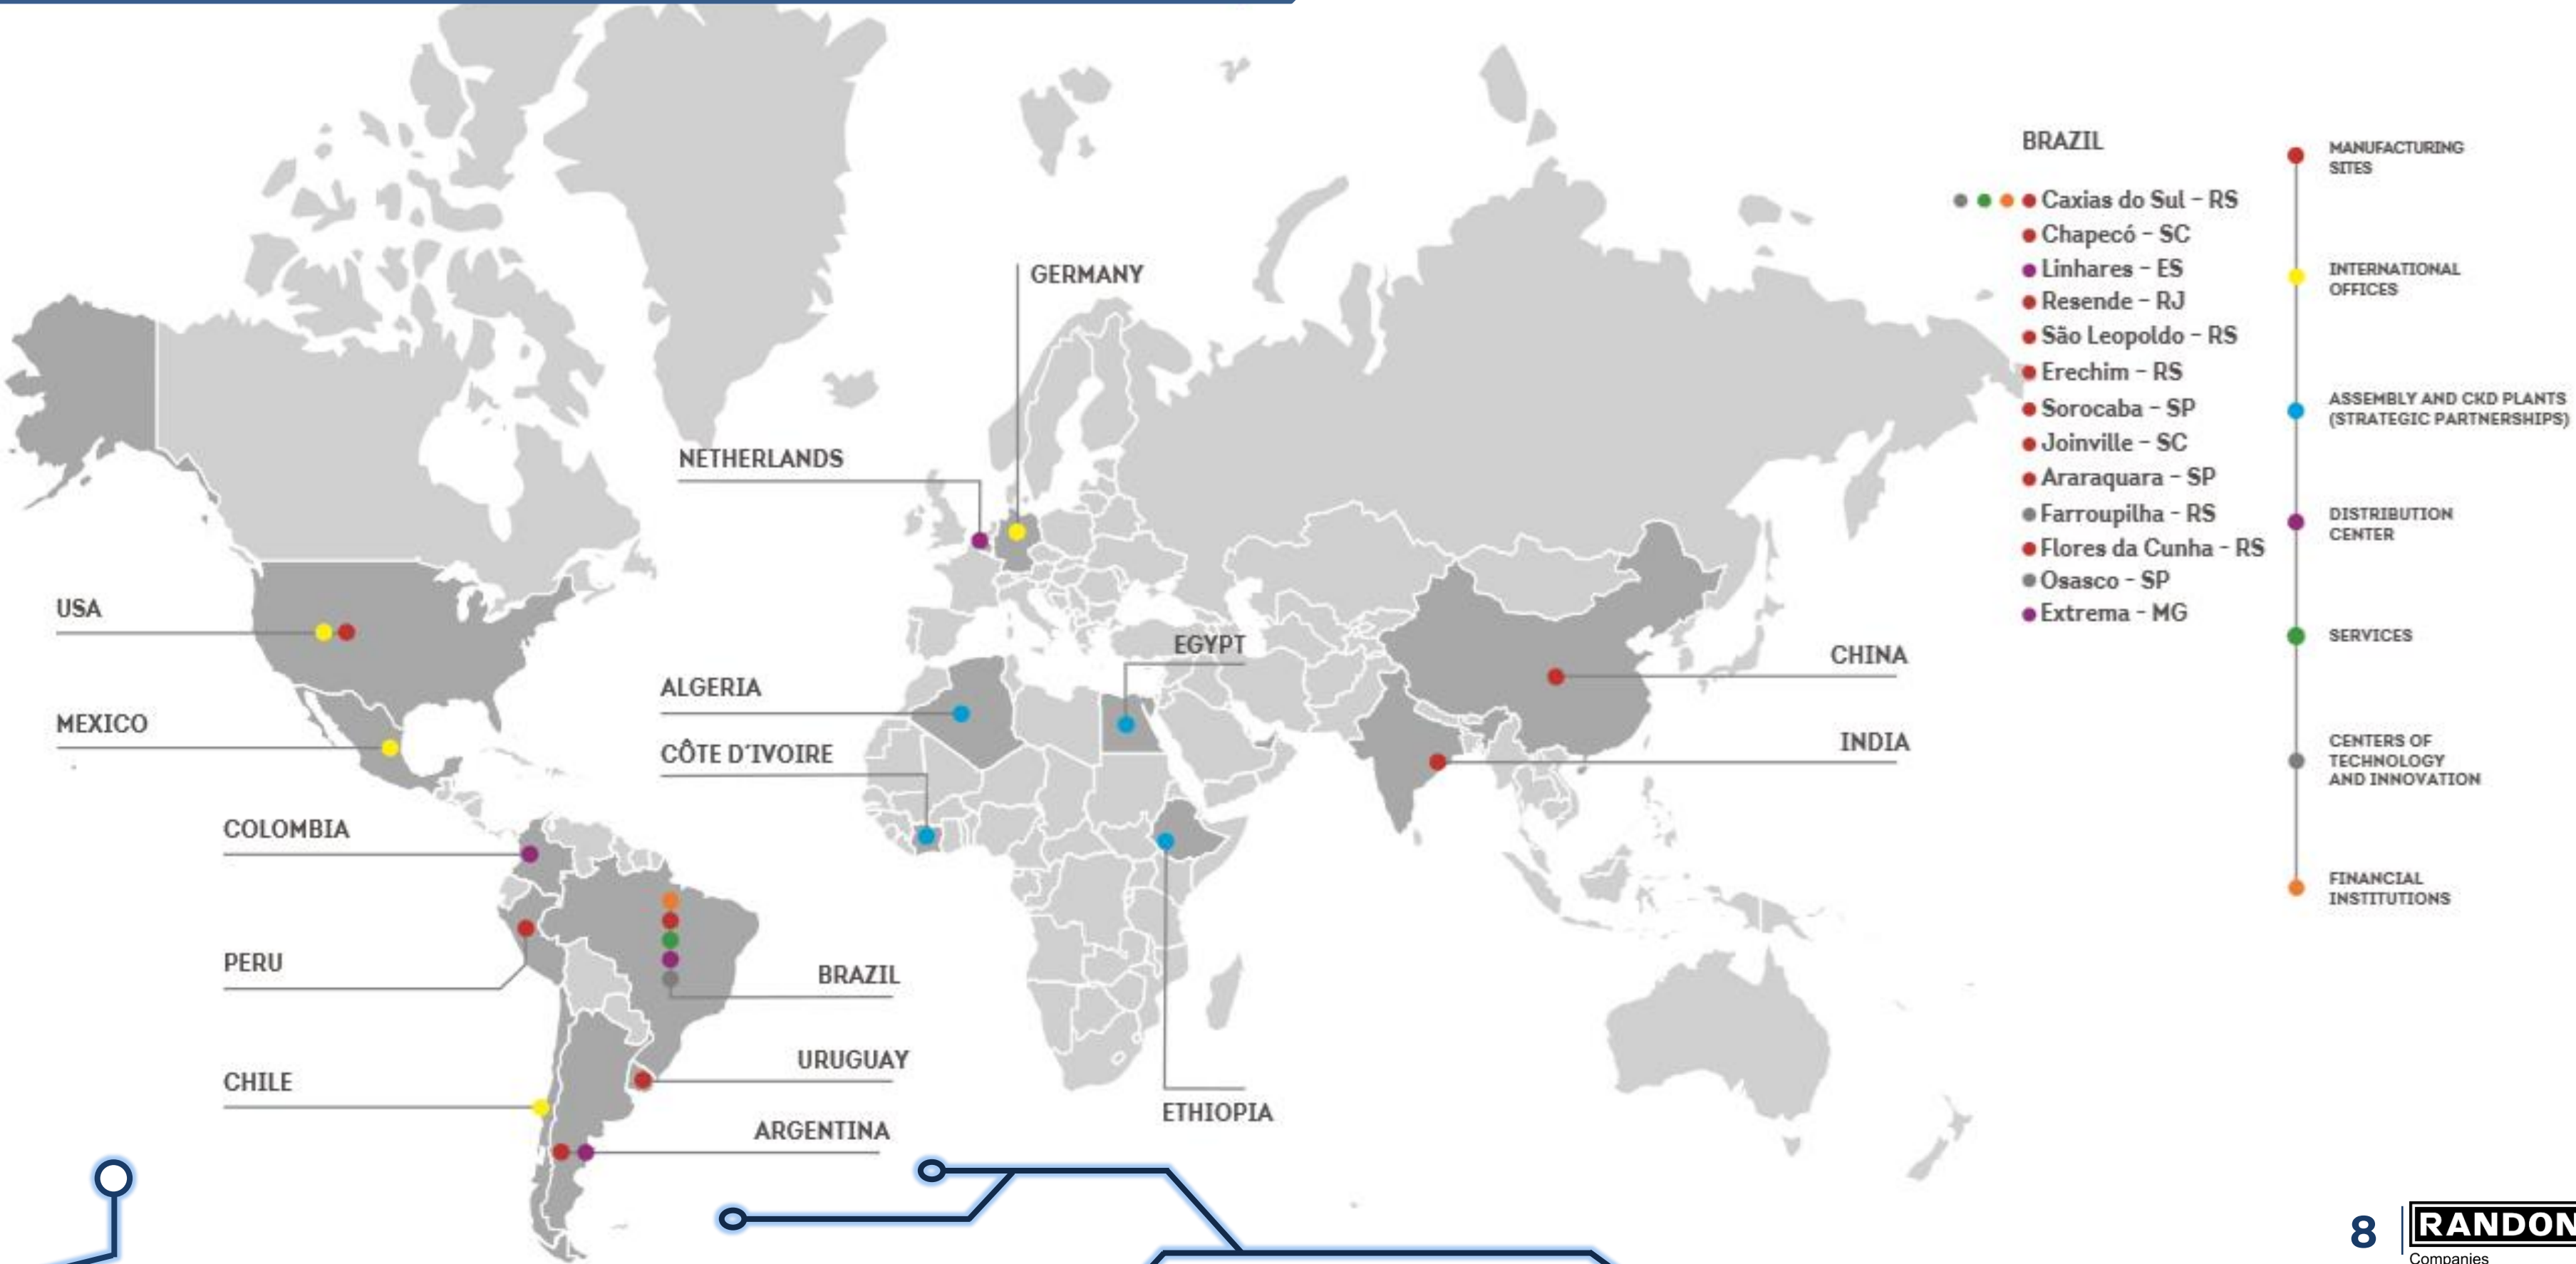 GERMANY
NETHERLANDS
USA
MEXICO
ALGERIA
EGYPT
CÔTE D'IVOIRE
CHINA
INDIA
COLOMBIA
PERU
BRAZIL
URUGUAY
CHILE
ARGENTINA
ETHIOPIA
BRAZIL
Caxias do Sul - RS
Chapecó - SC
Linhares - ES
Resende - RJ
São Leopoldo - RS
Erechim - RS
Sorocaba - SP
Joinville - SC
Araraquara - SP
Farroupilha - RS
Flores da Cunha - RS
Osasco - SP
Extrema - MG
MANUFACTURING
SITES
INTERNATIONAL
OFFICES
ASSEMBLY AND CKD PLANTS
(STRATEGIC PARTNERSHIPS)
DISTRIBUTION
CENTER
SERVICES
CENTERS OF
TECHNOLOGY
AND INNOVATION
FINANCIAL
INSTITUTIONS
8
RANDON
Companies